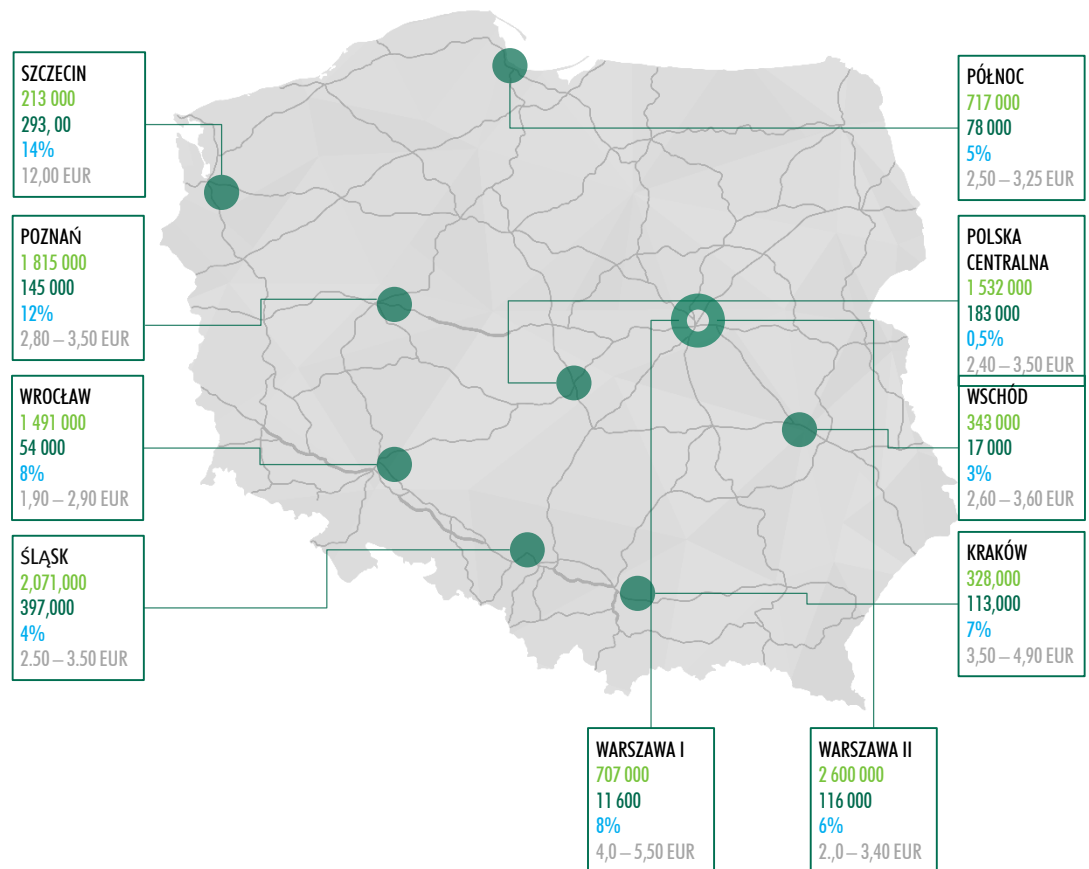 SZCZECIN
213 000
293, 00
14%
12,00 EUR
POZNAŃ
1 815 000
145 000
12%
2,80 – 3,50 EUR
WROCŁAW
1 491 000
54 000
8%
1,90 – 2,90 EUR
ŚLĄSK
2,071,000
397,000
4%
2.50 – 3.50 EUR
PÓŁNOC
717 000
78 000
5%
2,50 – 3,25 EUR
POLSKA
CENTRALNA
1 532 000
183 000
0,5%
2,40 – 3,50 EUR
WSCHÓD
343 000
17 000
3%
2,60 – 3,60 EUR
KRAKÓW
328,000
113,000
7%
3,50 – 4,90 EUR
WARSZAWA I
707 000
11 600
8%
4,0 – 5,50 EUR
WARSZAWA II
2 600 000
116 000
6%
2.,0 – 3,40 EUR